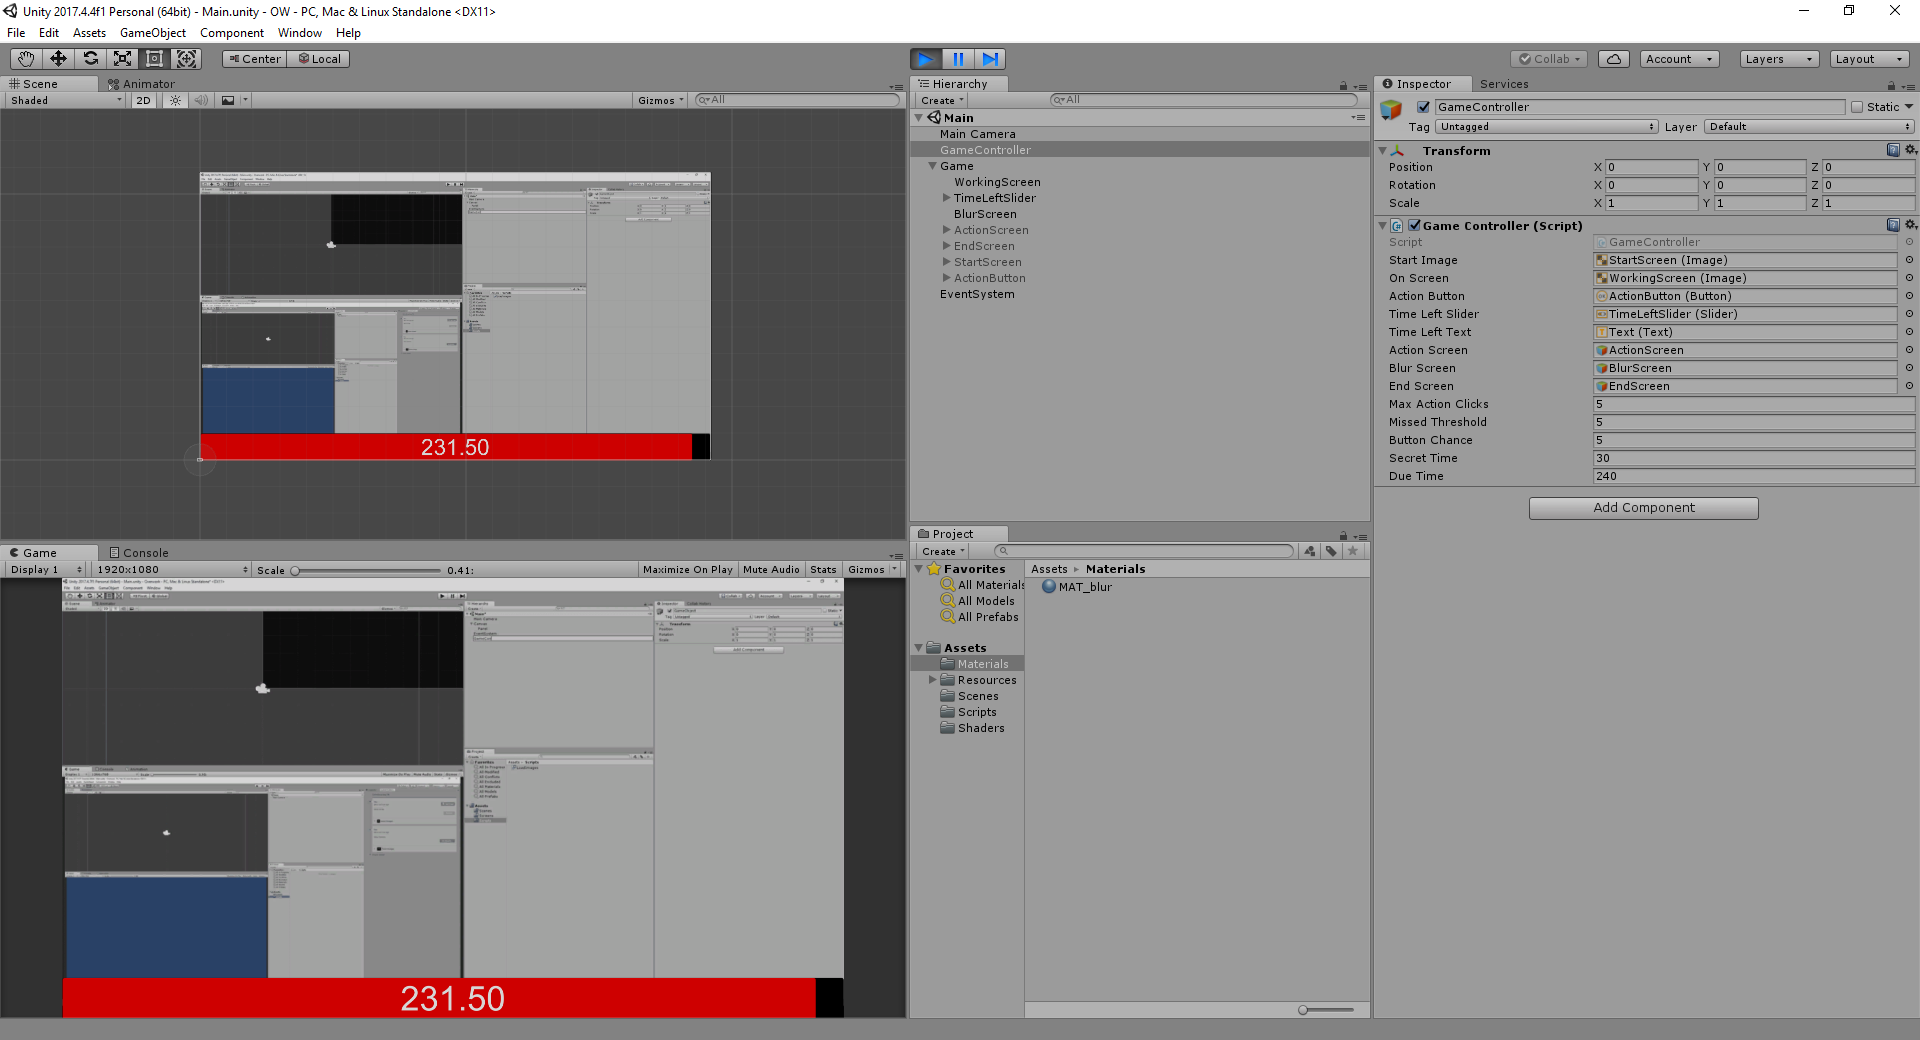 Unity 2017.4.4f1 Personal (64bit) - Main.unity - OW - PC, Mac & Linux Standalone <DX11>
File Edit Assets GameObject Component Window Help
Center Local
Collab Account Layers Layout
Scene Animator
Shaded 2D Gizmos All
231.50
Game Console
Display 1 1920x1080 Scale 0.41: Maximize On Play Mute Audio Stats Gizmos
231.50
Hierarchy
Create All
Main
Main Camera
GameController
Game
WorkingScreen
TimeLeftSlider
BlurScreen
ActionScreen
EndScreen
StartScreen
ActionButton
EventSystem
Project
Create
Favorites
All Materials
All Models
All Prefabs
Assets
Materials
Resources
Scenes
Scripts
Shaders
Assets Materials
MAT_blur
Inspector Services
GameController Static
Tag Untagged Layer Default
Transform
Position X 0 Y 0 Z 0
Rotation X 0 Y 0 Z 0
Scale X 1 Y 1 Z 1
Game Controller (Script)
Script GameController
Start Image StartScreen (Image)
On Screen WorkingScreen (Image)
Action Button ActionButton (Button)
Time Left Slider TimeLeftSlider (Slider)
Time Left Text Text (Text)
Action Screen ActionScreen
Blur Screen BlurScreen
End Screen EndScreen
Max Action Clicks 5
Missed Threshold 5
Button Chance 5
Secret Time 30
Due Time 240
Add Component